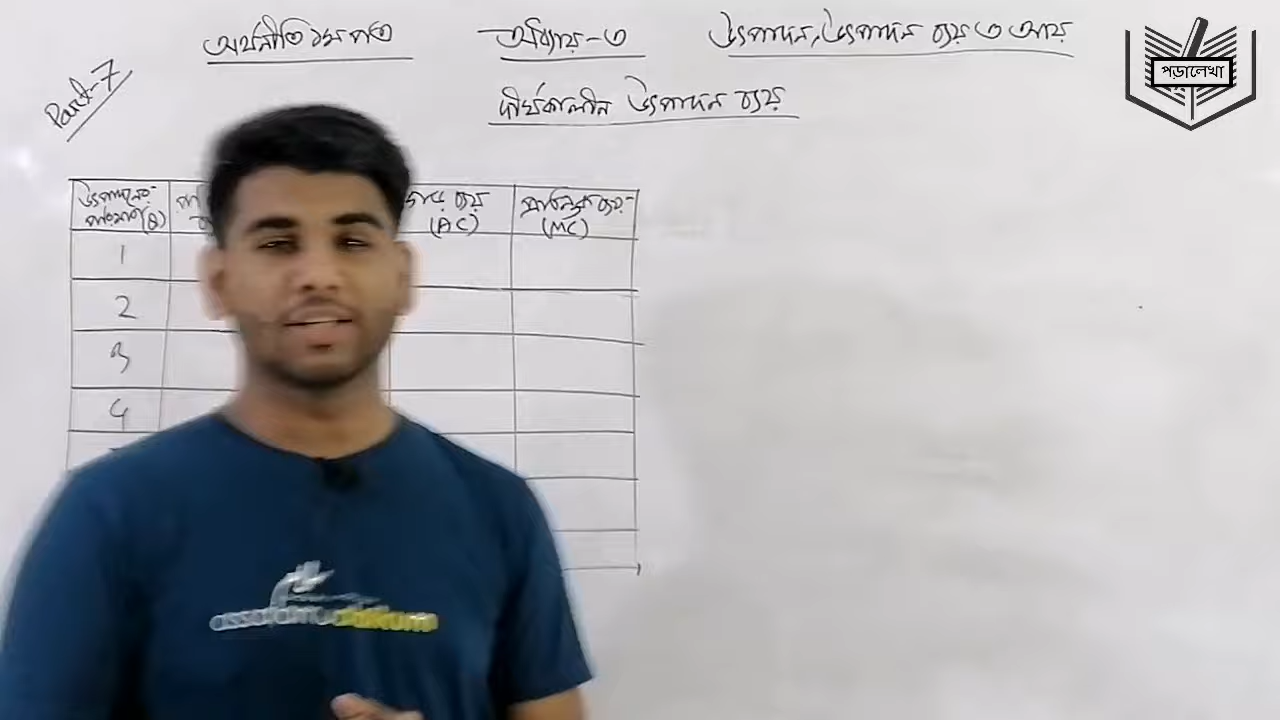 অর্থনীতি ১ম পত্র অধ্যায়-৩ উৎপাদন, উৎপাদন ব্যয় ও আয়
পড়ালেখা
Part-7
দীর্ঘকালীন উৎপাদন ব্যয়
উৎপাদনের পরিমাণ (Q)
ব্যয় (AC)
প্রান্তিক ব্যয় (MC)
1
2
3
4